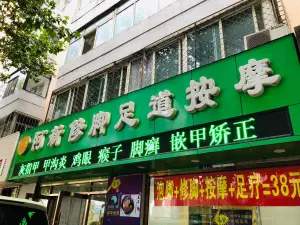 阿新修脚足道按摩
灰指甲 甲沟炎 鸡眼 瘊子 脚癣 嵌甲矫正
泡脚+修脚+按摩+足疗=38元